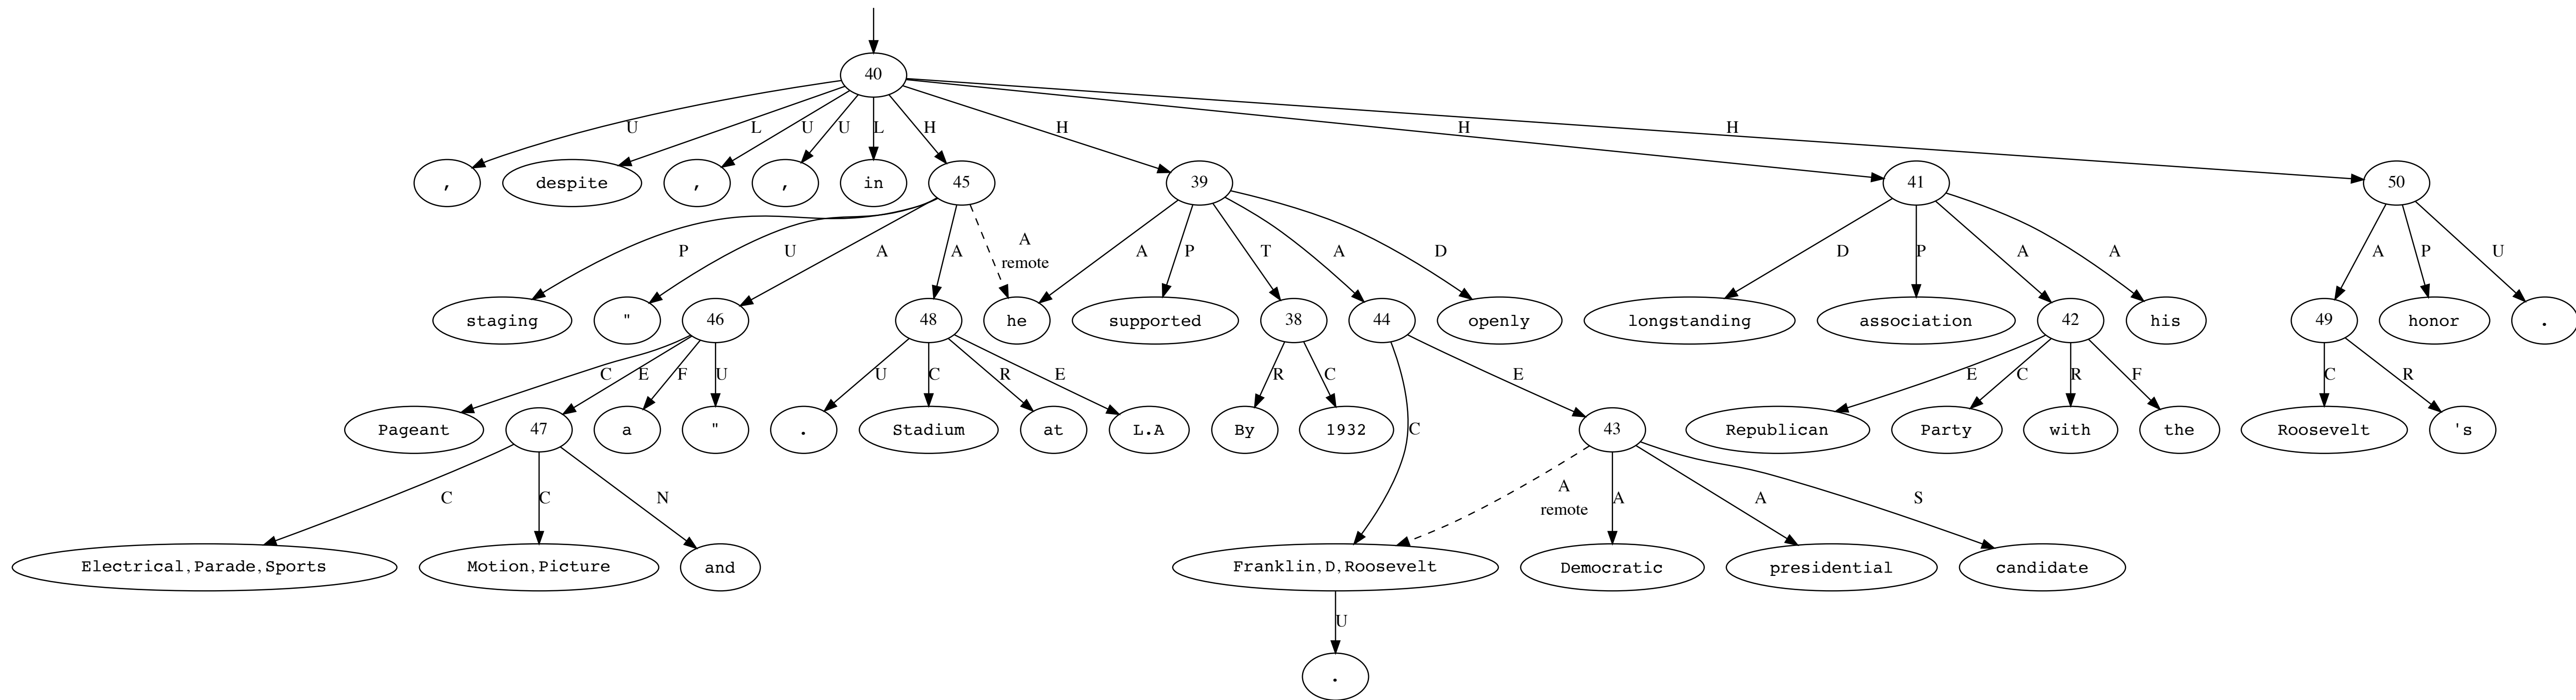 40
U L U U L H H H H
, despite , , in 45 39 41 50
P U A A A remote A P T A D D P A A A P U
staging " 46 48 he supported 38 44 openly longstanding association 42 his 49 honor .
C E F U U C R E R C C E E C R F C R
Pageant 47 a " . Stadium at L.A By 1932 43 Republican Party with the Roosevelt 's
C C N A remote A A S
Electrical,Parade,Sports Motion,Picture and Franklin,D,Roosevelt Democratic presidential candidate
U
.